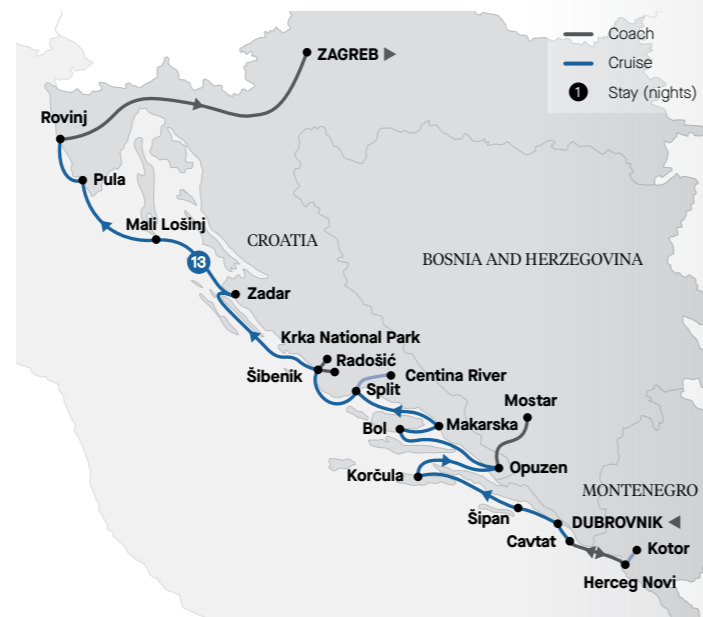 Coach
Cruise
1 Stay (nights)
ZAGREB
Rovinj
Pula
Mali Lošinj
CROATIA
BOSNIA AND HERZEGOVINA
13
Zadar
Krka National Park
Radošić
Šibenik
Centina River
Split
Mostar
Bol
Makarska
Korčula
Opuzen
MONTENEGRO
Šipan
DUBROVNIK
Cavtat
Kotor
Herceg Novi